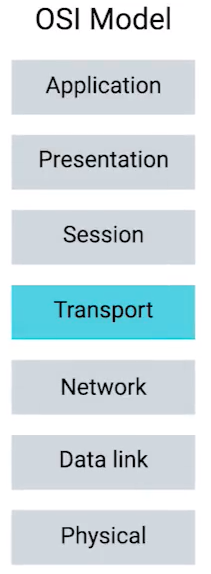 OSI Model
Application
Presentation
Session
Transport
Network
Data link
Physical